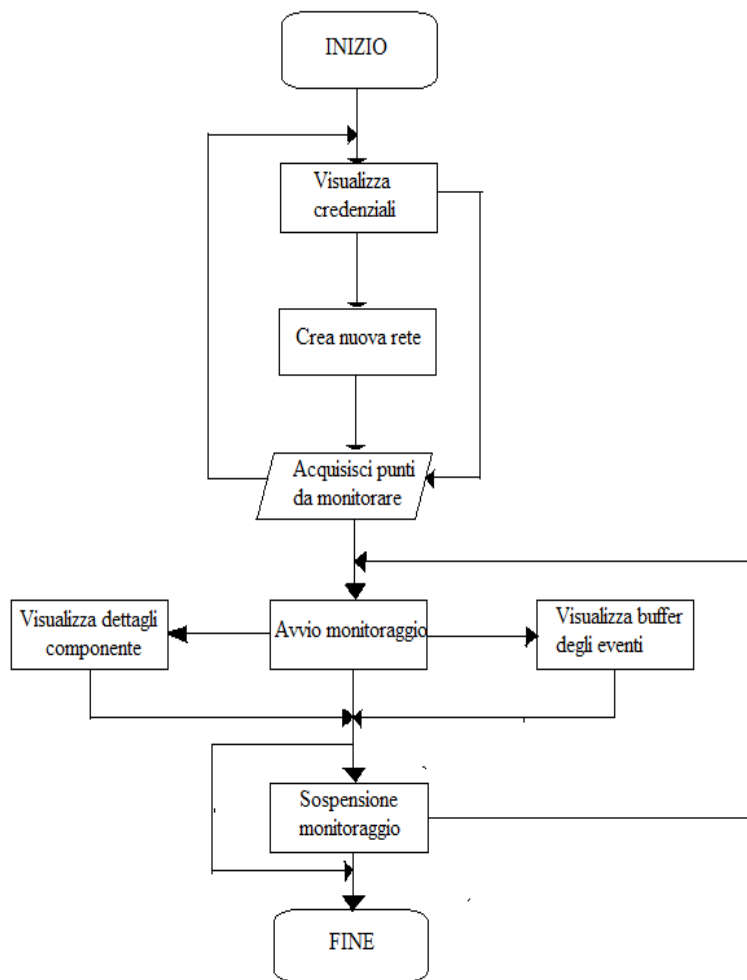 INIZIO
Visualizza
credenziali
Crea nuova rete
Acquisisci punti
da monitorare
Visualizza dettagli
componente
Avvio monitoraggio
Visualizza buffer
degli eventi
Sospensione
monitoraggio
FINE